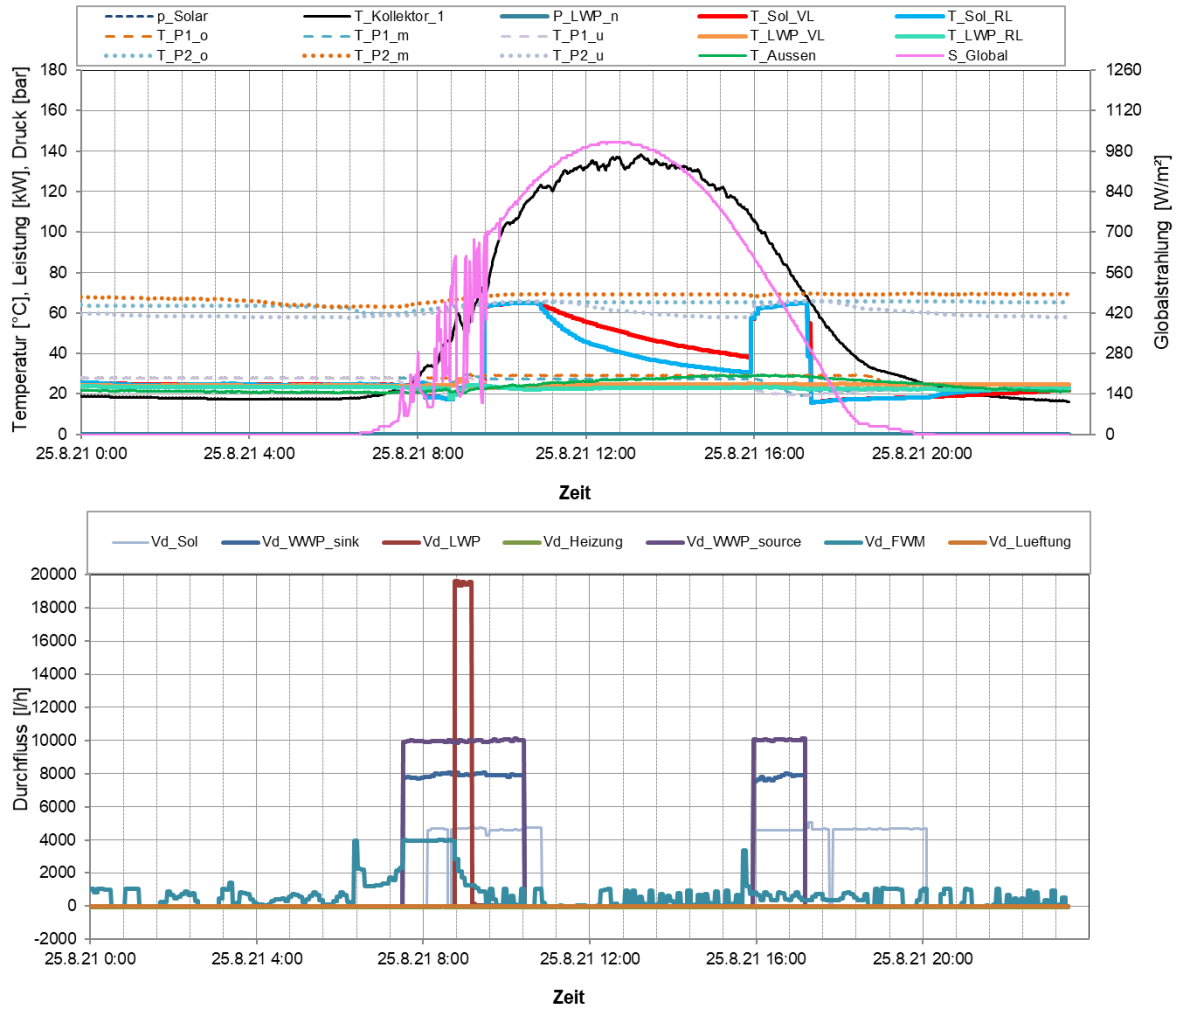 p_Solar T_Kollektor_1 P_LWP_n T_Sol_VL T_Sol_RL
T_P1_o T_P1_m T_P1_u T_LWP_VL T_LWP_RL
T_P2_o T_P2_m T_P2_u T_Aussen S_Global
Temperatur [°C], Leistung [kW], Druck [bar]
180
160
140
120
100
80
60
40
20
0
1260
1120
980
840
700
560
420
280
140
0
Globalstrahlung [W/m²]
25.8.21 0:00 25.8.21 4:00 25.8.21 8:00 25.8.21 12:00 25.8.21 16:00 25.8.21 20:00
Zeit
Vd_Sol Vd_WWP_sink Vd_LWP Vd_Heizung Vd_WWP_source Vd_FWM Vd_Lueftung
Durchfluss [l/h]
20000
18000
16000
14000
12000
10000
8000
6000
4000
2000
0
-2000
25.8.21 0:00 25.8.21 4:00 25.8.21 8:00 25.8.21 12:00 25.8.21 16:00 25.8.21 20:00
Zeit